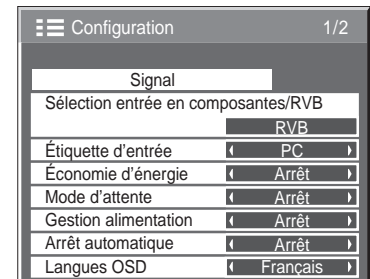 Configuration 1/2
Signal
Sélection entrée en composantes/RVB
RVB
Étiquette d'entrée PC
Économie d'énergie Arrêt
Mode d'attente Arrêt
Gestion alimentation Arrêt
Arrêt automatique Arrêt
Langues OSD Français